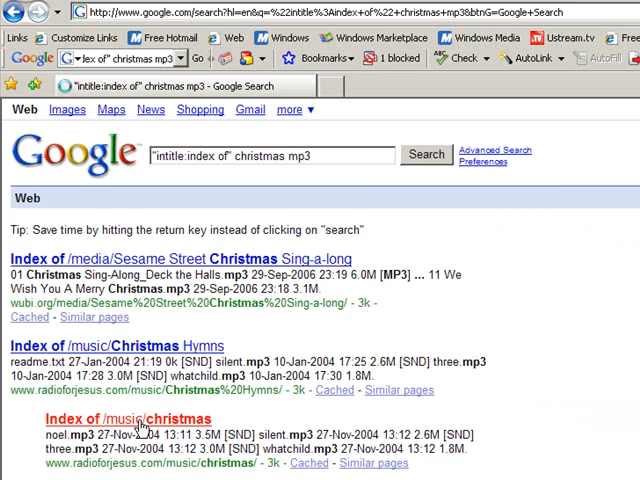 http://www.google.com/search?hl=en&q=%22intitle%3Aindex+of%22+christmas+mp3&btnG=Google+Search
Links Customize Links Free Hotmail Web Windows Windows Marketplace Windows Media Ustream.tv Face
Google lex of" christmas mp3 Go Bookmarks 1 blocked Check AutoLink AutoFill
"intitle:index of" christmas mp3 - Google Search
Web Images Maps News Shopping Gmail more ▼
Google "intitle:index of" christmas mp3 Search Advanced Search
Preferences
Web
Tip: Save time by hitting the return key instead of clicking on "search"
Index of /media/Sesame Street Christmas Sing-a-long
01 Christmas Sing-Along_Deck the Halls.mp3 29-Sep-2006 23:19 6.0M [MP3] ... 11 We
Wish You A Merry Christmas.mp3 29-Sep-2006 23:18 3.1M.
wubi.org/media/Sesame%20Street%20Christmas%20Sing-a-long/ - 3k -
Cached - Similar pages
Index of /music/Christmas Hymns
readme.txt 27-Jan-2004 21:19 0k [SND] silent.mp3 10-Jan-2004 17:25 2.6M [SND] three.mp3
10-Jan-2004 17:28 3.0M [SND] whatchild.mp3 10-Jan-2004 17:30 1.8M.
www.radioforjesus.com/music/Christmas%20Hymns/ - 3k - Cached - Similar pages
Index of /music/christmas
noel.mp3 27-Nov-2004 13:11 3.5M [SND] silent.mp3 27-Nov-2004 13:12 2.6M [SND]
three.mp3 27-Nov-2004 13:12 3.0M [SND] whatchild.mp3 27-Nov-2004 13:12 1.8M.
www.radioforjesus.com/music/christmas/ - 3k - Cached - Similar pages